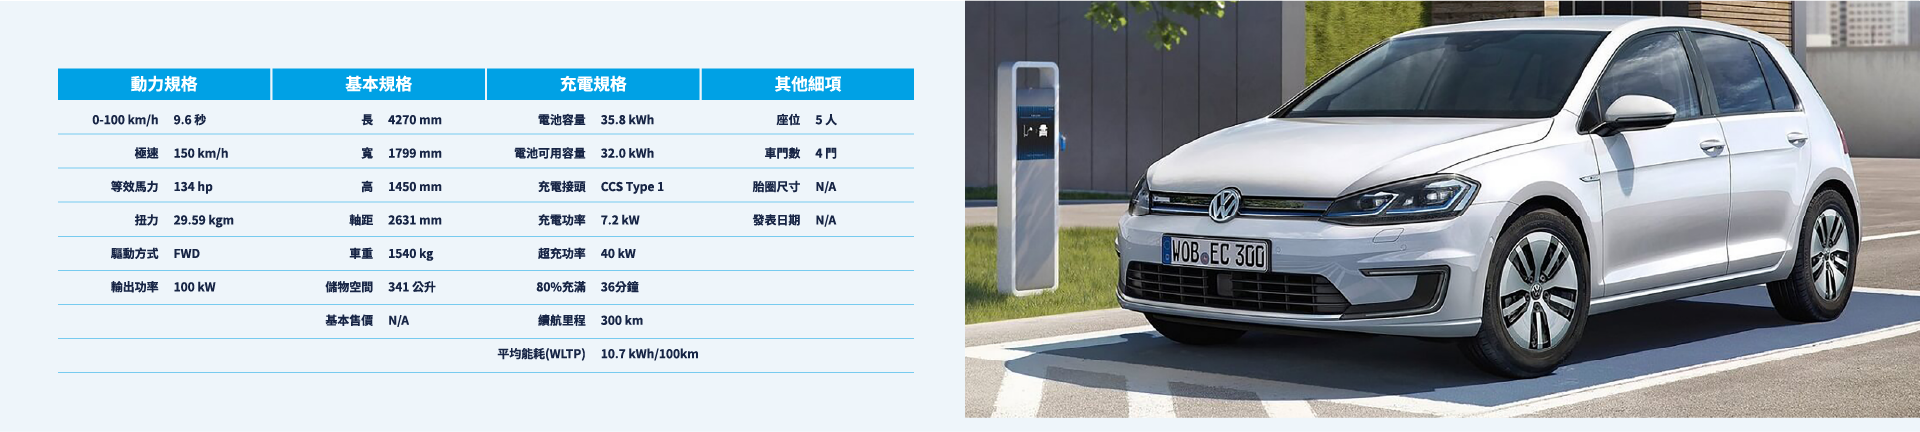 動力規格 基本規格 充電規格 其他細項
0-100 km/h 9.6 秒 長 4270 mm 電池容量 35.8 kWh 座位 5 人
極速 150 km/h 寬 1799 mm 電池可用容量 32.0 kWh 車門數 4 門
等效馬力 134 hp 高 1450 mm 充電接頭 CCS Type 1 胎圈尺寸 N/A
扭力 29.59 kgm 軸距 2631 mm 充電功率 7.2 kW 發表日期 N/A
驅動方式 FWD 車重 1540 kg 超充功率 40 kW
輸出功率 100 kW 儲物空間 341 公升 80%充滿 36分鐘
基本售價 N/A 續航里程 300 km
平均能耗(WLTP) 10.7 kWh/100km
WOB EC 300